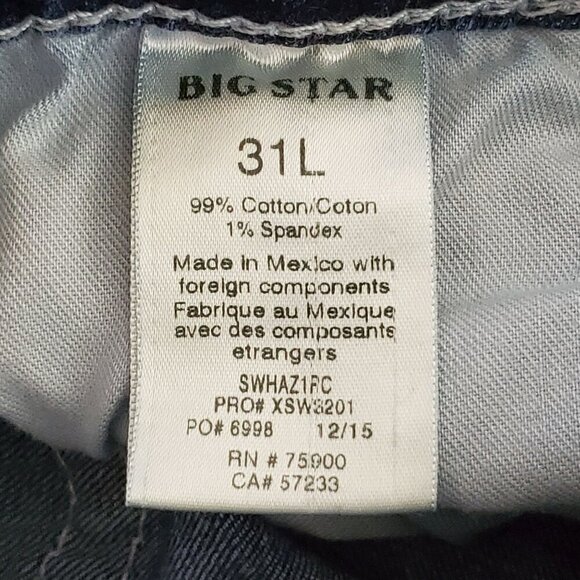 BIG STAR
31L
99% Cotton/Coton
1% Spandex
Made in Mexico with
foreign components
Fabrique au Mexique
avec des composants
etrangers
SWHAZ1PC
PRO# XSW3201
PO# 6998 12/15
RN # 75900
CA# 57233